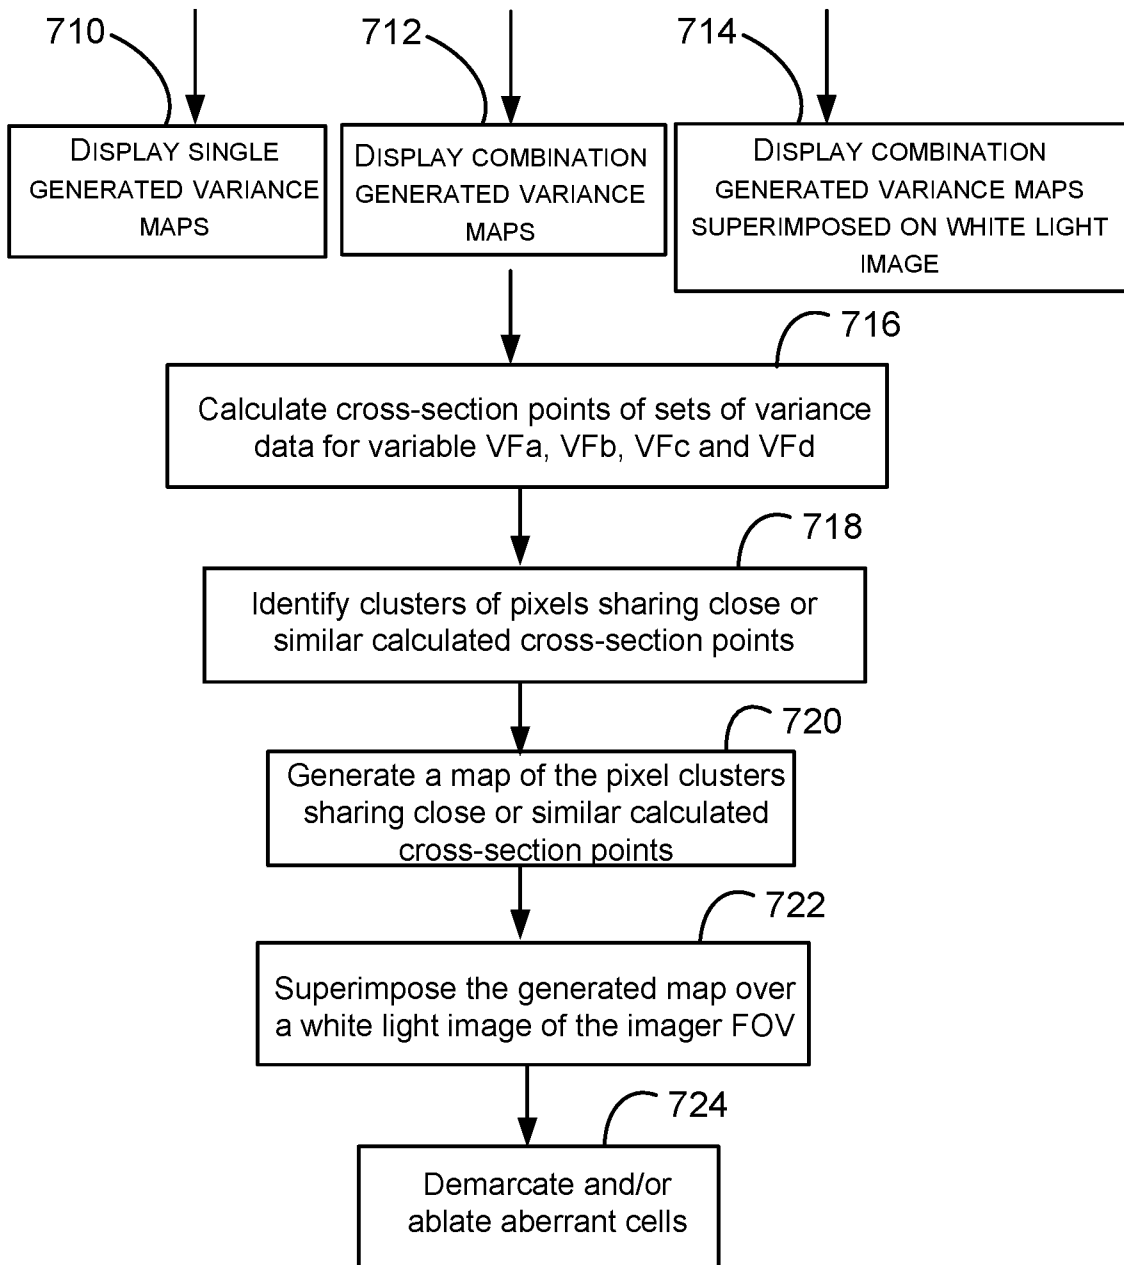 710
712
714
DISPLAY SINGLE
GENERATED VARIANCE
MAPS
DISPLAY COMBINATION
GENERATED VARIANCE
MAPS
DISPLAY COMBINATION
GENERATED VARIANCE MAPS
SUPERIMPOSED ON WHITE LIGHT
IMAGE
716
Calculate cross-section points of sets of variance
data for variable VFa, VFb, VFc and VFd
718
Identify clusters of pixels sharing close or
similar calculated cross-section points
720
Generate a map of the pixel clusters
sharing close or similar calculated
cross-section points
722
Superimpose the generated map over
a white light image of the imager FOV
724
Demarcate and/or
ablate aberrant cells